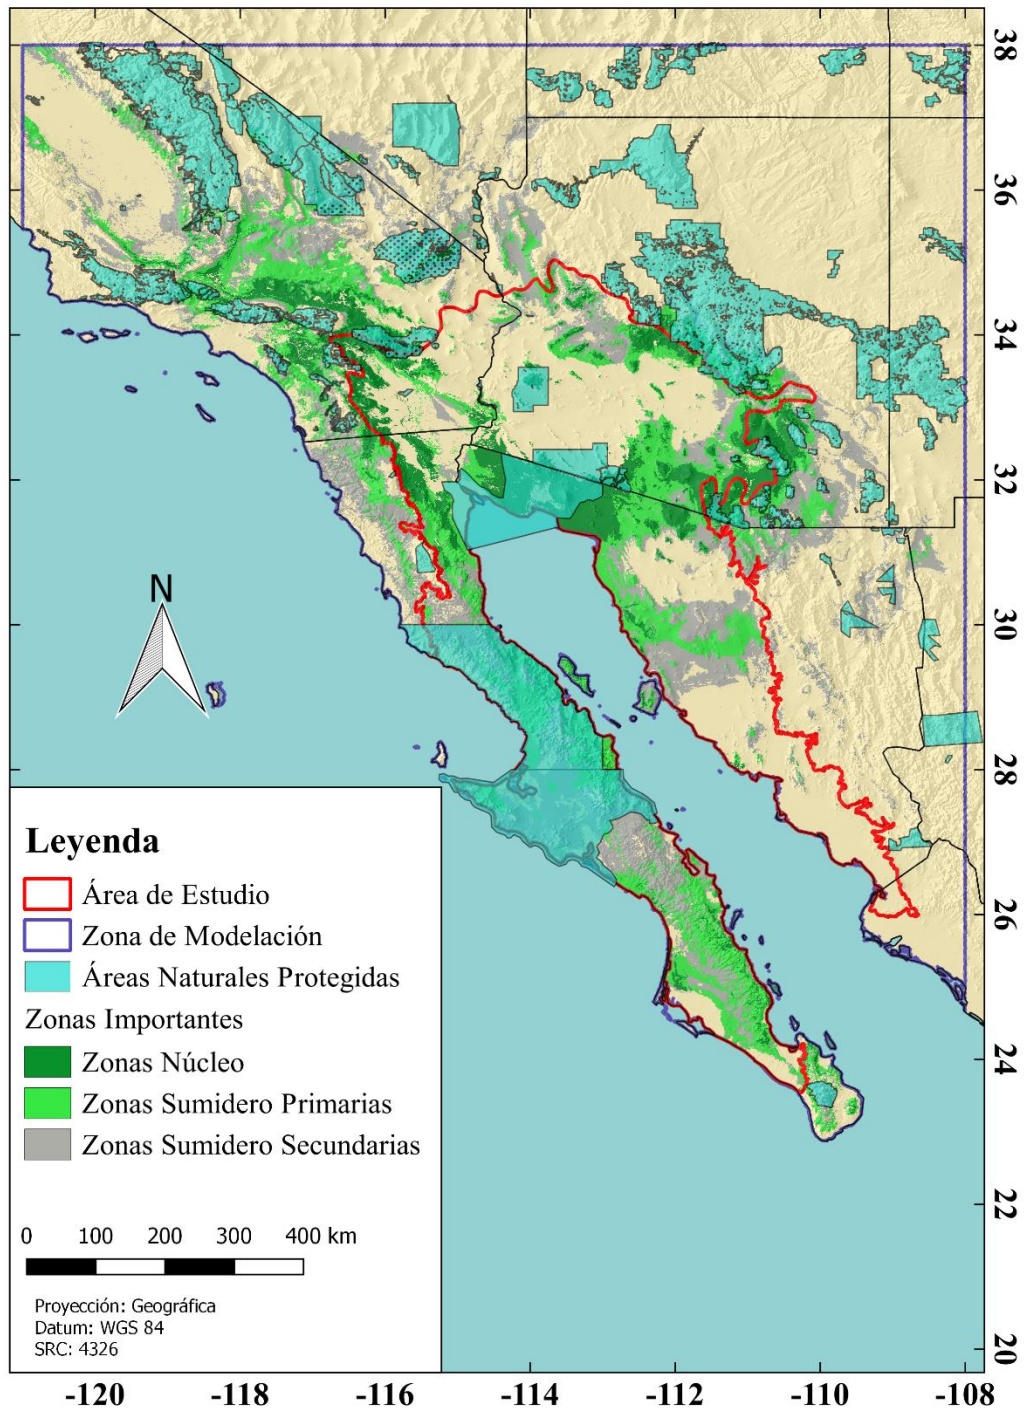 38
36
34
32
30
28
26
24
22
20
N
Leyenda
Área de Estudio
Zona de Modelación
Áreas Naturales Protegidas
Zonas Importantes
Zonas Núcleo
Zonas Sumidero Primarias
Zonas Sumidero Secundarias
0 100 200 300 400 km
Proyección: Geográfica
Datum: WGS 84
SRC: 4326
-120 -118 -116 -114 -112 -110 -108